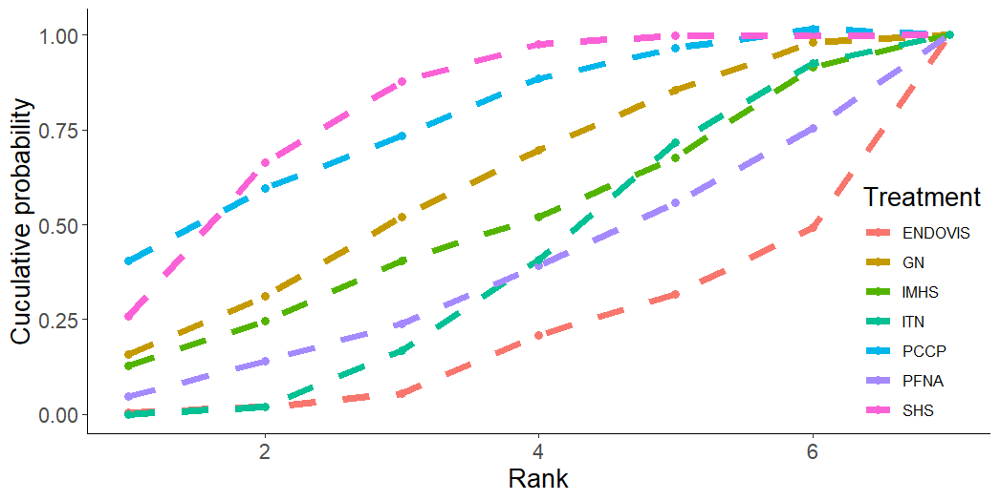 Cuculative probability
1.00
0.75
0.50
0.25
0.00
2
4
6
Rank
Treatment
ENDOVIS
GN
IMHS
ITN
PCCP
PFNA
SHS